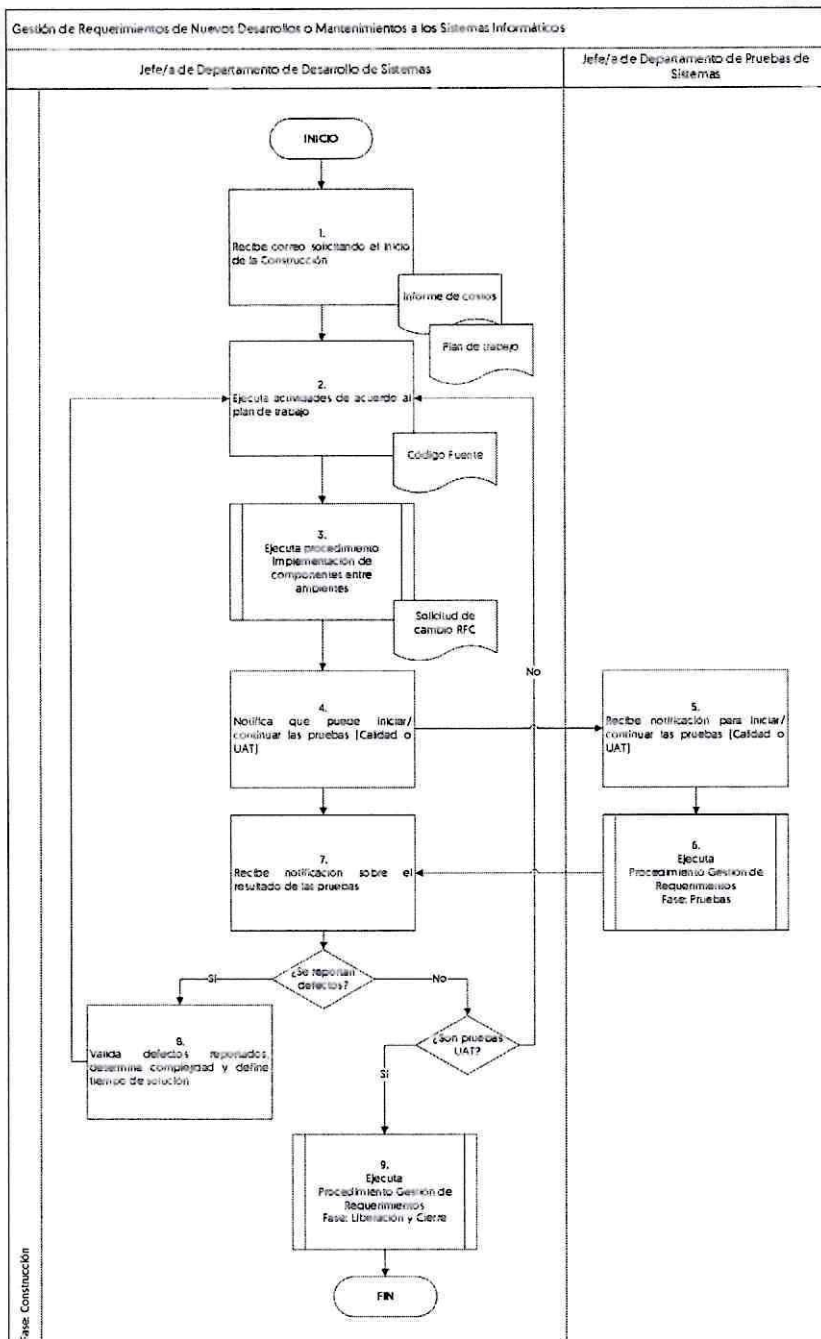 Gestión de Requerimientos de Nuevos Desarrollos o Mantenimientos a los Sistemas Informáticos
Jefe/a de Departamento de Desarrollo de Sistemas
Jefe/a de Departamento de Pruebas de
Sistemas
INICIO
1.
Recibe correo solicitando el inicio
de la Construcción
Informe de costos
Plan de trabajo
2.
Ejecuta actividades de acuerdo al
plan de trabajo
Código Fuente
3.
Ejecuta procedimiento
Implementación de
componentes entre
ambientes
Solicitud de
cambio RFC
No
4.
Notifica que puede iniciar/
continuar las pruebas (Calidad o
UAT)
5.
Recibe notificación para iniciar/
continuar las pruebas (Calidad o
UAT)
6.
Ejecuta
Procedimiento Gestión de
Requerimientos
Fase: Pruebas
7.
Recibe notificación sobre el
resultado de las pruebas
¿Se reportan
defectos?
Si
No
8.
Valida defectos reportados,
determina complejidad y define
tiempo de solución
¿Son pruebas
UAT?
Si
9.
Ejecuta
Procedimiento Gestión de
Requerimientos
Fase: Liberación y Cierre
FIN
Fase: Construcción